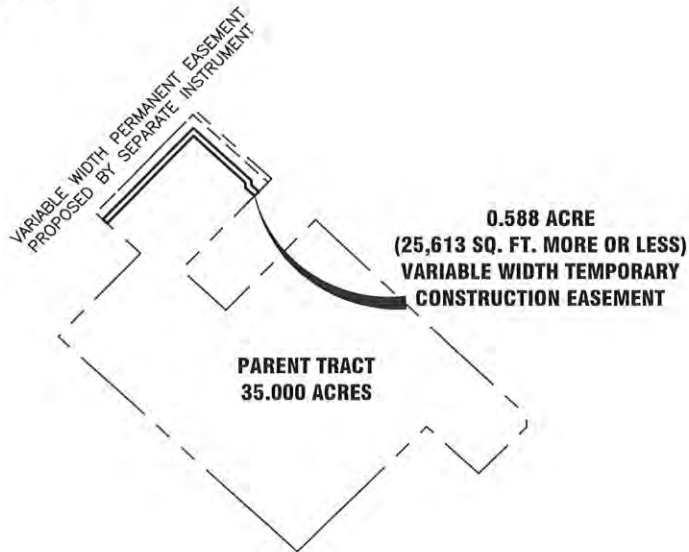 VARIABLE WIDTH PERMANENT EASEMENT
PROPOSED BY SEPARATE INSTRUMENT
0.588 ACRE
(25,613 SQ. FT. MORE OR LESS)
VARIABLE WIDTH TEMPORARY
CONSTRUCTION EASEMENT
PARENT TRACT
35.000 ACRES